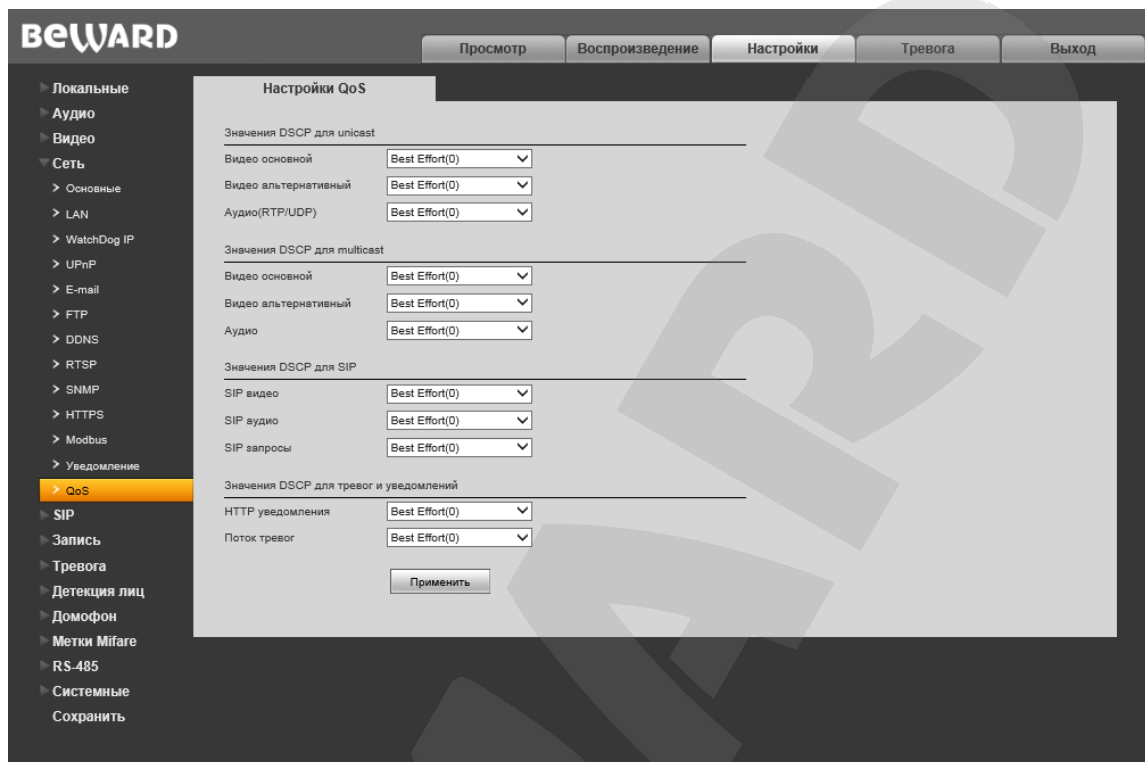 BEWARD
Просмотр Воспроизведение Настройки Тревога Выход
Локальные
Аудио
Видео
Сеть
> Основные
> LAN
> WatchDog IP
> UPnP
> E-mail
> FTP
> DDNS
> RTSP
> SNMP
> HTTPS
> Modbus
> Уведомление
> QoS
SIP
Запись
Тревога
Детекция лиц
Домофон
Метки Mifare
RS-485
Системные
Сохранить
Настройки QoS
Значения DSCP для unicast
Видео основной Best Effort(0)
Видео альтернативный Best Effort(0)
Аудио(RTP/UDP) Best Effort(0)
Значения DSCP для multicast
Видео основной Best Effort(0)
Видео альтернативный Best Effort(0)
Аудио Best Effort(0)
Значения DSCP для SIP
SIP видео Best Effort(0)
SIP аудио Best Effort(0)
SIP запросы Best Effort(0)
Значения DSCP для тревог и уведомлений
HTTP уведомления Best Effort(0)
Поток тревог Best Effort(0)
Применить